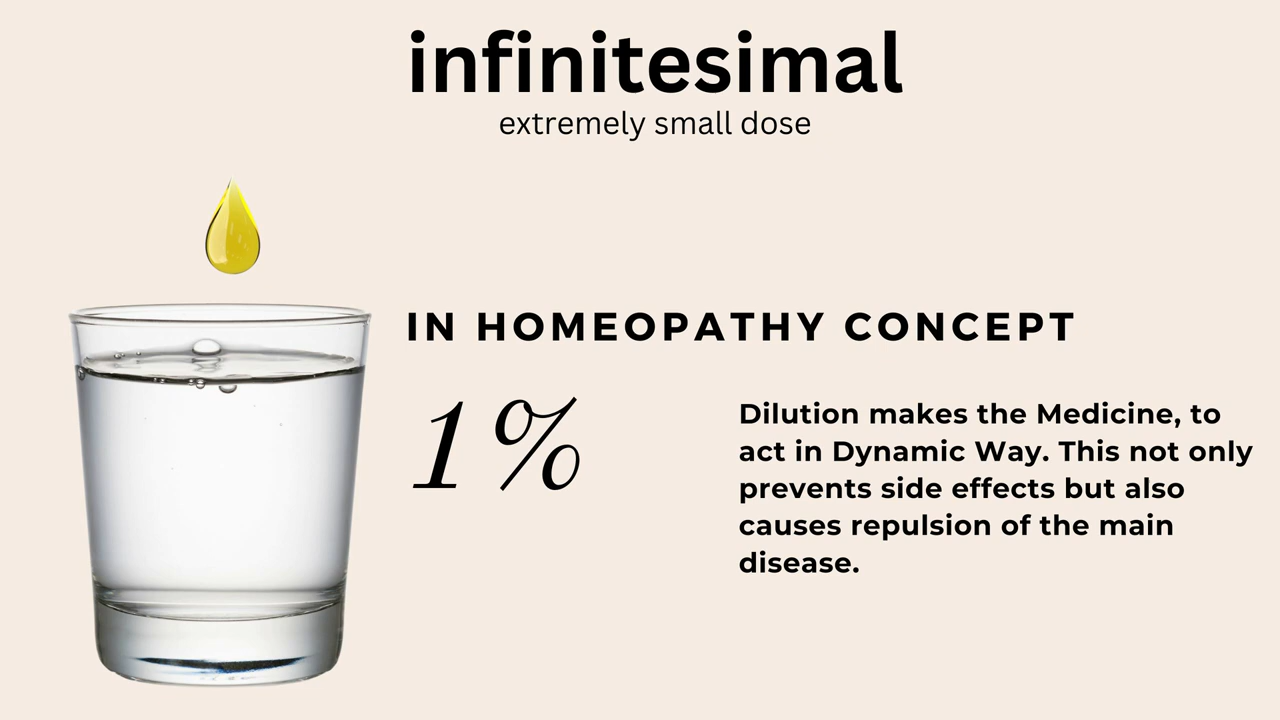 infinitesimal
extremely small dose
IN HOMEOPATHY CONCEPT
1%
Dilution makes the Medicine, to
act in Dynamic Way. This not only
prevents side effects but also
causes repulsion of the main
disease.